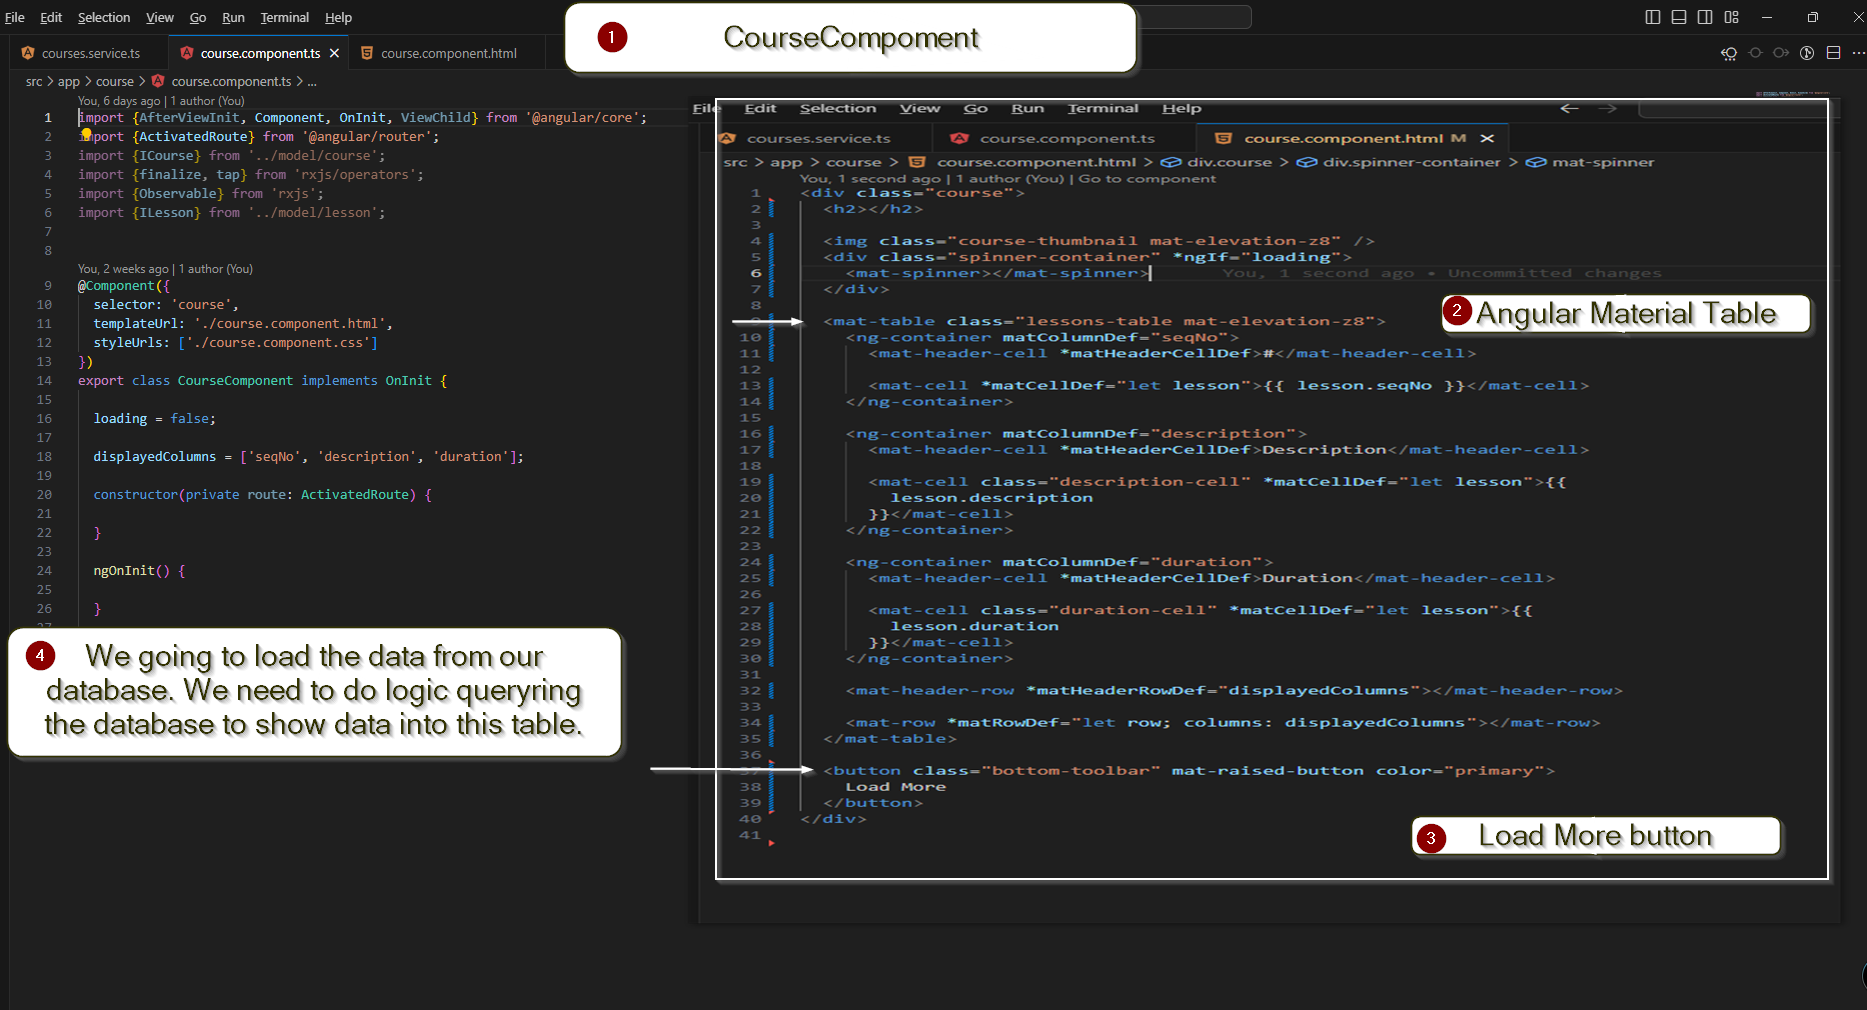 File Edit Selection View Go Run Terminal Help
1 CourseCompoment
courses.service.ts course.component.ts course.component.html
src > app > course > course.component.ts > ...
You, 6 days ago | 1 author (You)
1 import {AfterViewInit, Component, OnInit, ViewChild} from '@angular/core';
2 import {ActivatedRoute} from '@angular/router';
3 import {ICourse} from '../model/course';
4 import {finalize, tap} from 'rxjs/operators';
5 import {Observable} from 'rxjs';
6 import {ILesson} from '../model/lesson';
7
8
You, 2 weeks ago | 1 author (You)
9 @Component({
10 selector: 'course',
11 templateUrl: './course.component.html',
12 styleUrls: ['./course.component.css']
13 })
14 export class CourseComponent implements OnInit {
15
16 loading = false;
17
18 displayedColumns = ['seqNo', 'description', 'duration'];
19
20 constructor(private route: ActivatedRoute) {
21
22 }
23
24 ngOnInit() {
25
26 }
27
4 We going to load the data from our
database. We need to do logic queryring
the database to show data into this table.
File Edit Selection View Go Run Terminal Help
courses.service.ts course.component.ts course.component.html M
src > app > course > course.component.html > div.course > div.spinner-container > mat-spinner
You, 1 second ago | 1 author (You) | Go to component
1 <div class="course">
2 <h2></h2>
3
4 <img class="course-thumbnail mat-elevation-z8" />
5 <div class="spinner-container" *ngIf="loading">
6 <mat-spinner></mat-spinner> You, 1 second ago • Uncommitted changes
7 </div>
8
2 Angular Material Table
9 <mat-table class="lessons-table mat-elevation-z8">
10 <ng-container matColumnDef="seqNo">
11 <mat-header-cell *matHeaderCellDef>#</mat-header-cell>
12
13 <mat-cell *matCellDef="let lesson">{{ lesson.seqNo }}</mat-cell>
14 </ng-container>
15
16 <ng-container matColumnDef="description">
17 <mat-header-cell *matHeaderCellDef>Description</mat-header-cell>
18
19 <mat-cell class="description-cell" *matCellDef="let lesson">{{
20 lesson.description
21 }}</mat-cell>
22 </ng-container>
23
24 <ng-container matColumnDef="duration">
25 <mat-header-cell *matHeaderCellDef>Duration</mat-header-cell>
26
27 <mat-cell class="duration-cell" *matCellDef="let lesson">{{
28 lesson.duration
29 }}</mat-cell>
30 </ng-container>
31
32 <mat-header-row *matHeaderRowDef="displayedColumns"></mat-header-row>
33
34 <mat-row *matRowDef="let row; columns: displayedColumns"></mat-row>
35 </mat-table>
36
37 <button class="bottom-toolbar" mat-raised-button color="primary">
38 Load More
39 </button>
40 </div>
41
3 Load More button